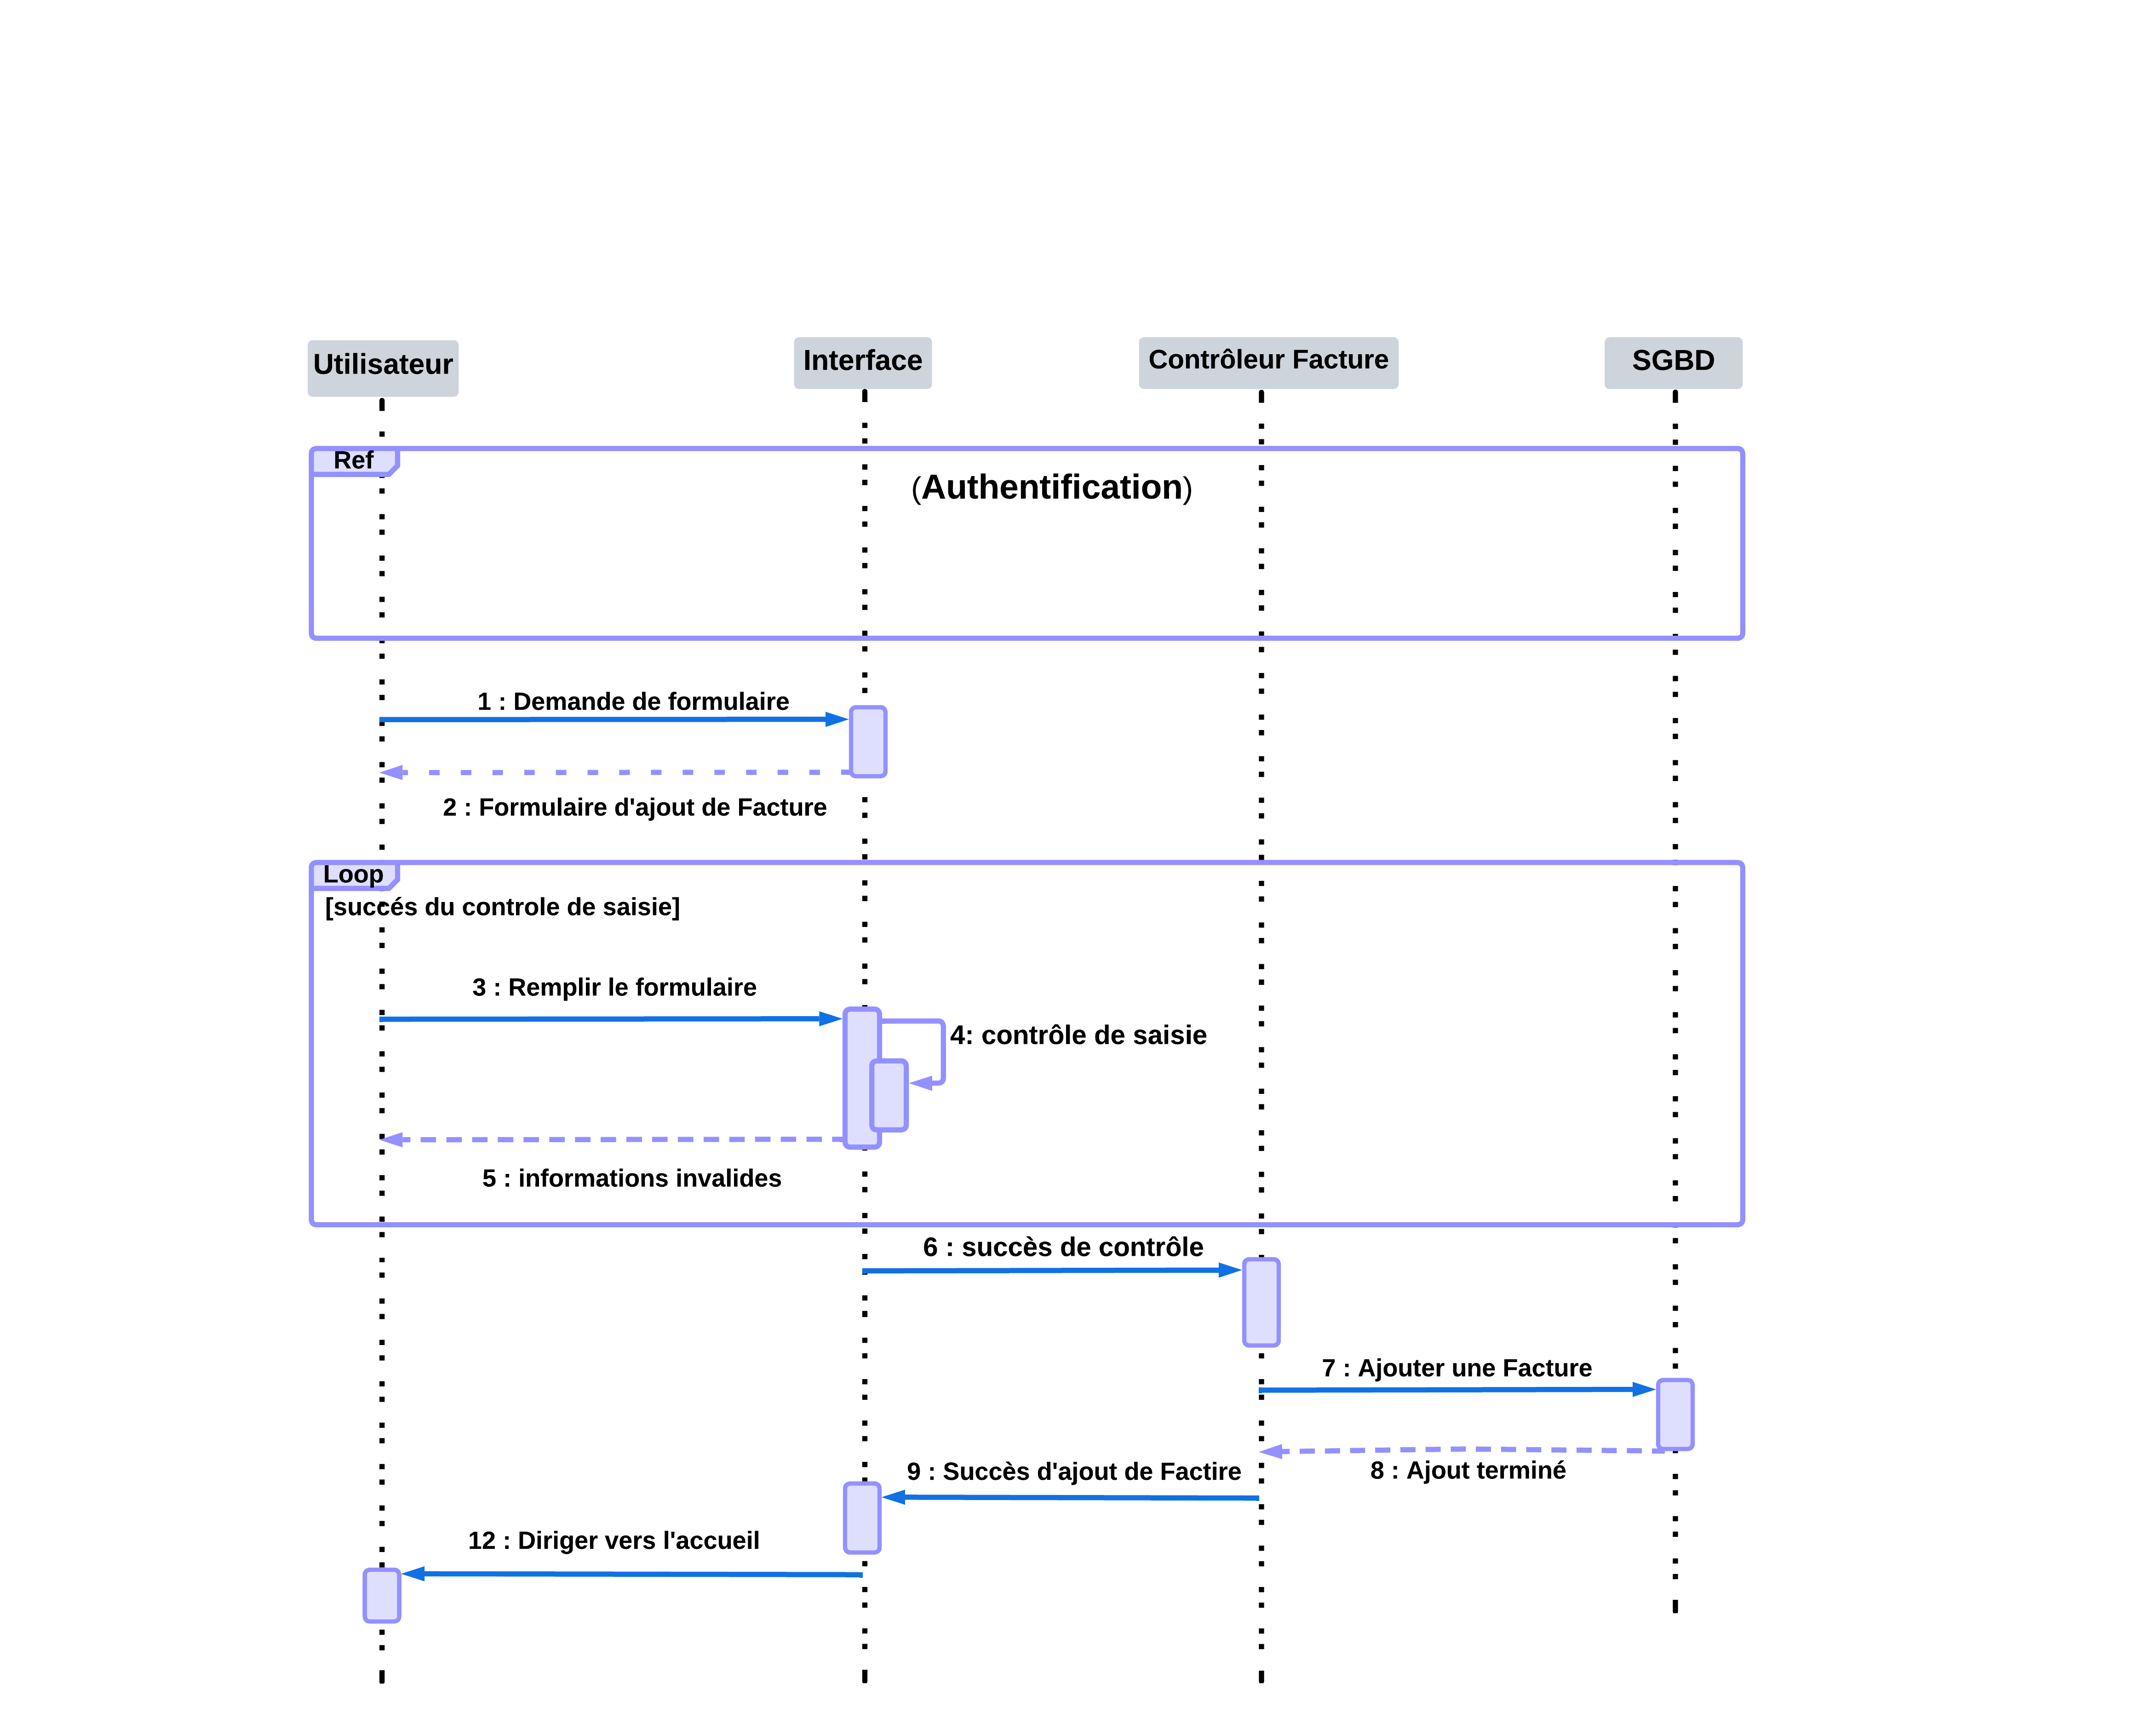 Utilisateur
Interface
Contrôleur Facture
SGBD
Ref
(Authentification)
1 : Demande de formulaire
2 : Formulaire d'ajout de Facture
Loop
[succés du controle de saisie]
3 : Remplir le formulaire
4: contrôle de saisie
5 : informations invalides
6 : succès de contrôle
7 : Ajouter une Facture
8 : Ajout terminé
9 : Succès d'ajout de Factire
12 : Diriger vers l'accueil